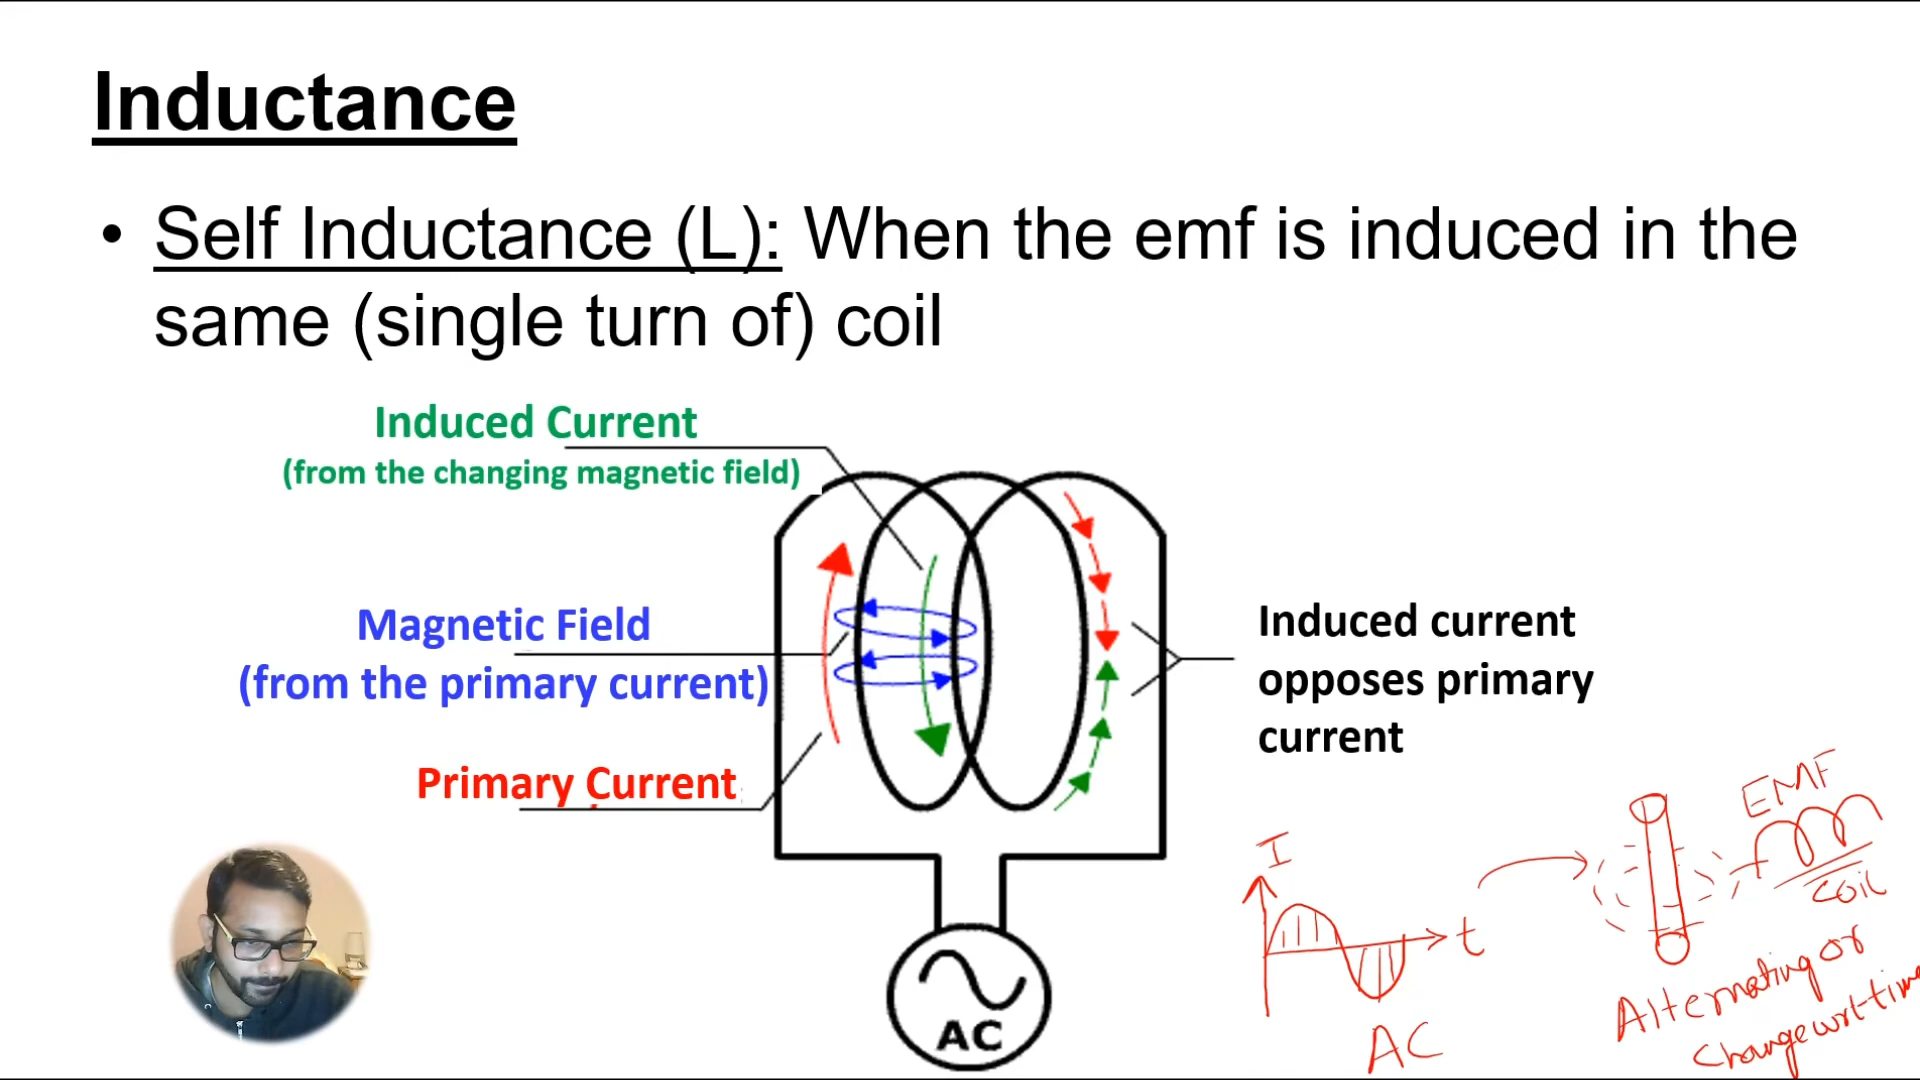 Inductance
• Self Inductance (L): When the emf is induced in the
same (single turn of) coil
Induced Current
(from the changing magnetic field)
Magnetic Field
(from the primary current)
Primary Current
Induced current
opposes primary
current
AC
I
t
AC
EMF
coil
Alternating or
change wrt time